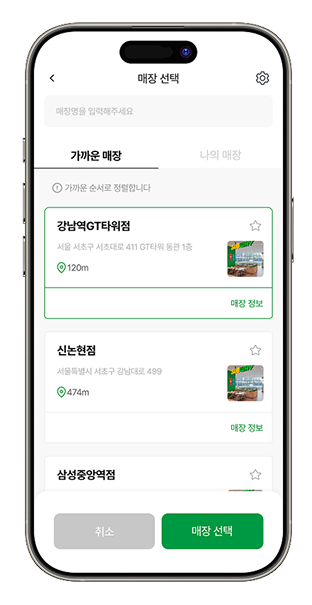 매장 선택
매장명을 입력해주세요
가까운 매장
나의 매장
가까운 순서로 정렬합니다
강남역GT타워점
서울 서초구 서초대로 411 GT타워 동관 1층
120m
매장 정보
신논현점
서울특별시 서초구 강남대로 499
474m
매장 정보
삼성중앙역점
취소
매장 선택